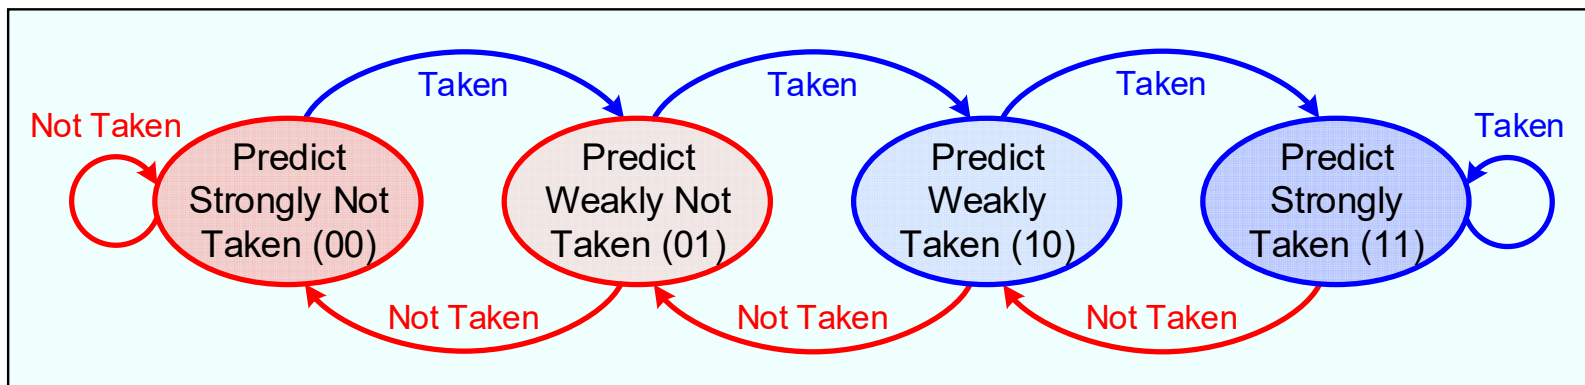 Taken
Taken
Taken
Not Taken
Taken
Predict
Strongly Not
Taken (00)
Predict
Weakly Not
Taken (01)
Predict
Weakly
Taken (10)
Predict
Strongly
Taken (11)
Not Taken
Not Taken
Not Taken